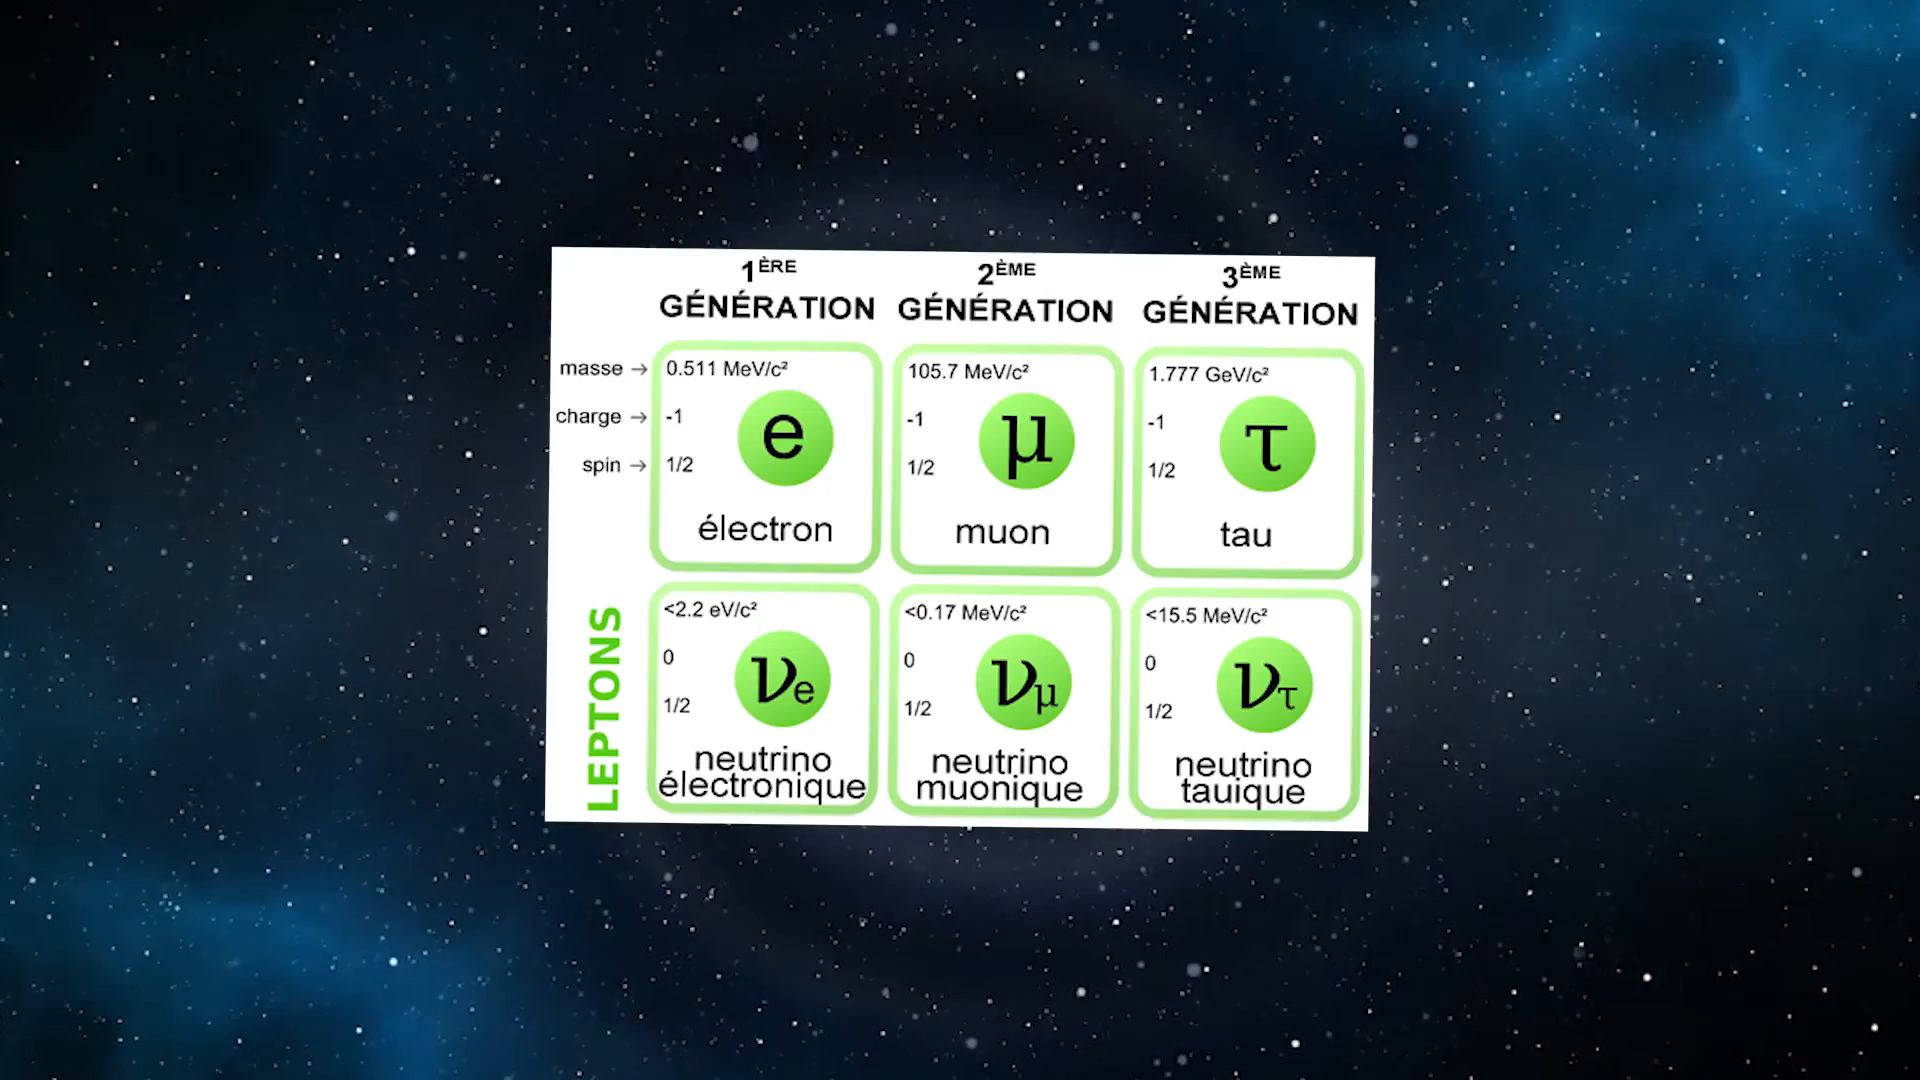 1ÈRE
GÉNÉRATION
2ÈME
GÉNÉRATION
3ÈME
GÉNÉRATION
masse →
charge →
spin →
0.511 MeV/c²
-1
1/2
e
électron
105.7 MeV/c²
-1
1/2
μ
muon
1.777 GeV/c²
-1
1/2
τ
tau
LEPTONS
<2.2 eV/c²
0
1/2
νe
neutrino
électronique
<0.17 MeV/c²
0
1/2
νμ
neutrino
muonique
<15.5 MeV/c²
0
1/2
ντ
neutrino
tauique